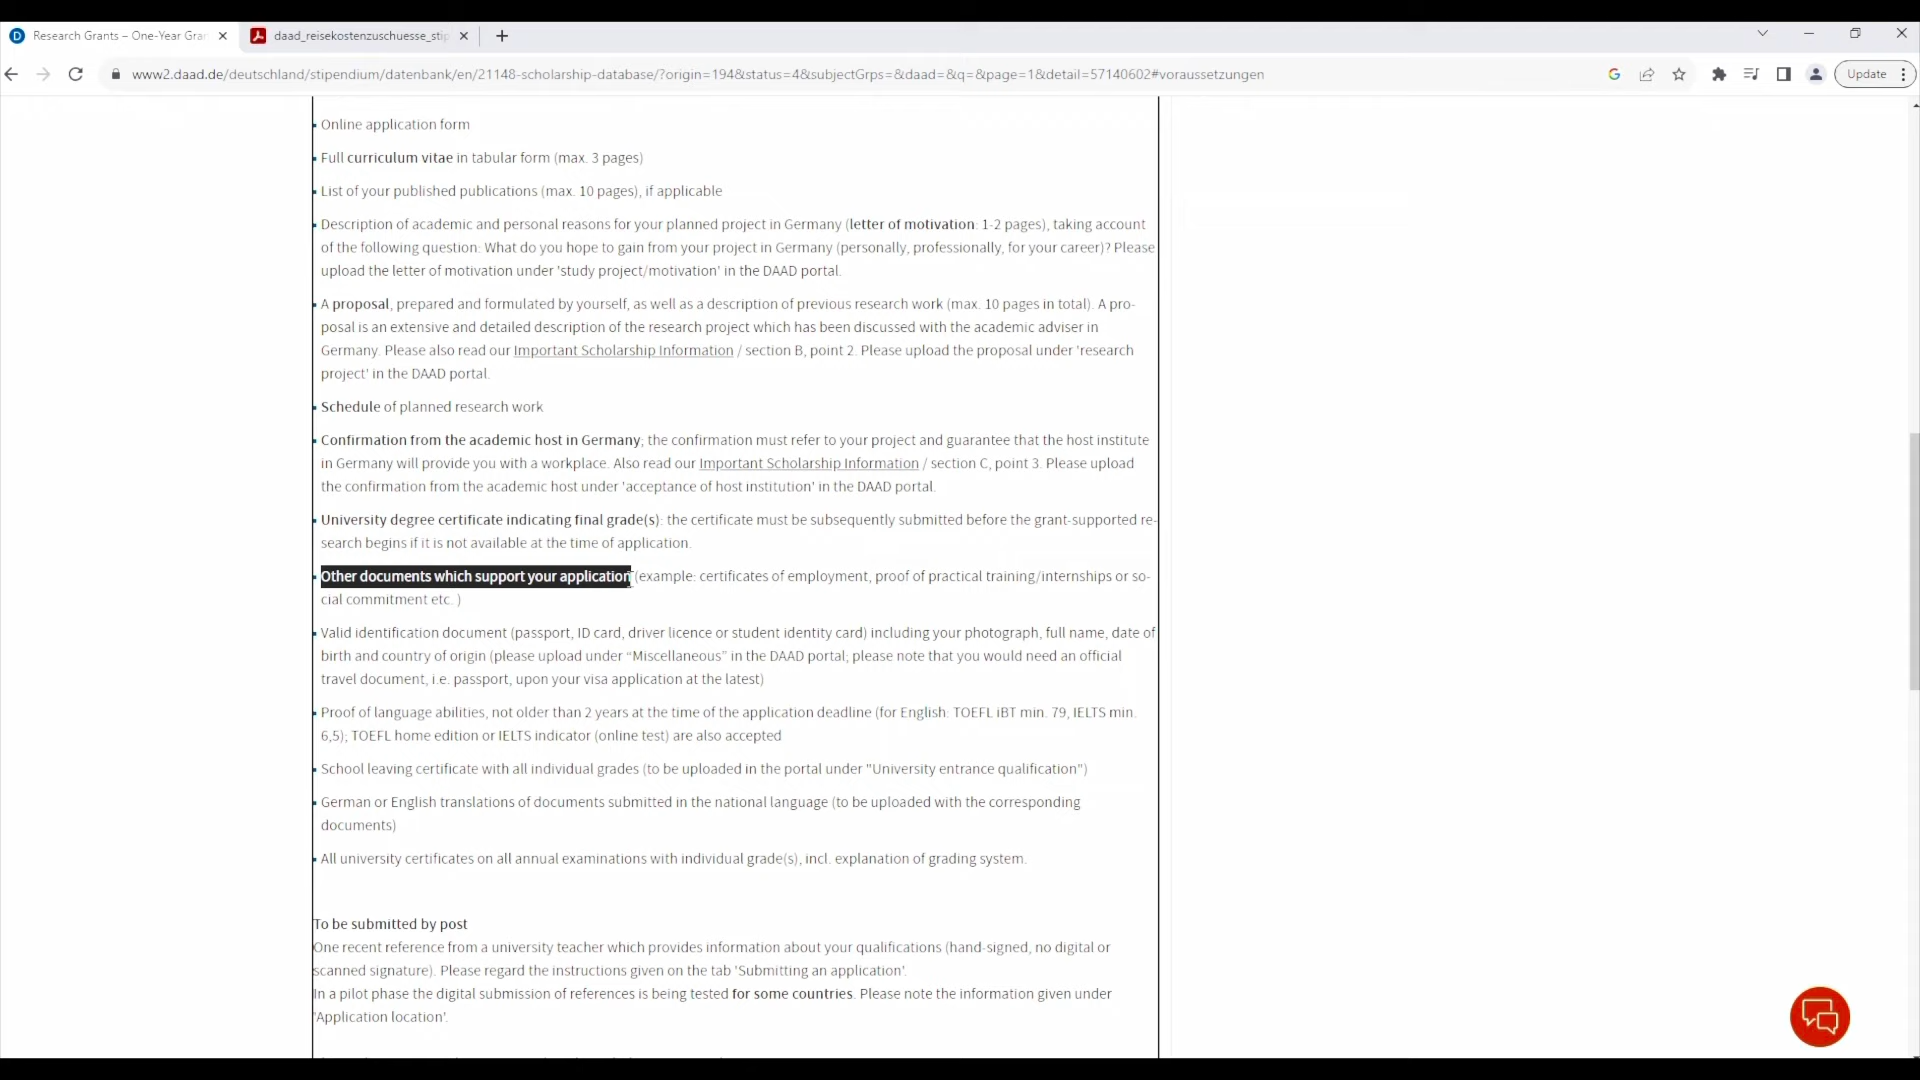 Research Grants – One-Year Gra
daad_reisekostenzuschuesse_stip
www2.daad.de/deutschland/stipendium/datenbank/en/21148-scholarship-database/?origin=194&status=4&subjectGrps=&daad=&q=&page=1&detail=57140602#voraussetzungen
Update
Online application form
Full curriculum vitae in tabular form (max. 3 pages)
List of your published publications (max. 10 pages), if applicable
Description of academic and personal reasons for your planned project in Germany (letter of motivation: 1-2 pages), taking account
of the following question: What do you hope to gain from your project in Germany (personally, professionally, for your career)? Please
upload the letter of motivation under 'study project/motivation' in the DAAD portal.
A proposal, prepared and formulated by yourself, as well as a description of previous research work (max. 10 pages in total). A pro-
posal is an extensive and detailed description of the research project which has been discussed with the academic adviser in
Germany. Please also read our Important Scholarship Information / section B, point 2. Please upload the proposal under 'research
project' in the DAAD portal.
Schedule of planned research work
Confirmation from the academic host in Germany; the confirmation must refer to your project and guarantee that the host institute
in Germany will provide you with a workplace. Also read our Important Scholarship Information / section C, point 3. Please upload
the confirmation from the academic host under 'acceptance of host institution' in the DAAD portal.
University degree certificate indicating final grade(s): the certificate must be subsequently submitted before the grant-supported re-
search begins if it is not available at the time of application.
Other documents which support your application (example: certificates of employment, proof of practical training/internships or so-
cial commitment etc. )
Valid identification document (passport, ID card, driver licence or student identity card) including your photograph, full name, date of
birth and country of origin (please upload under “Miscellaneous” in the DAAD portal; please note that you would need an official
travel document, i.e. passport, upon your visa application at the latest)
Proof of language abilities, not older than 2 years at the time of the application deadline (for English: TOEFL iBT min. 79, IELTS min.
6,5); TOEFL home edition or IELTS indicator (online test) are also accepted
School leaving certificate with all individual grades (to be uploaded in the portal under "University entrance qualification")
German or English translations of documents submitted in the national language (to be uploaded with the corresponding
documents)
All university certificates on all annual examinations with individual grade(s), incl. explanation of grading system.
To be submitted by post
One recent reference from a university teacher which provides information about your qualifications (hand-signed, no digital or
scanned signature). Please regard the instructions given on the tab 'Submitting an application'.
In a pilot phase the digital submission of references is being tested for some countries. Please note the information given under
'Application location'.